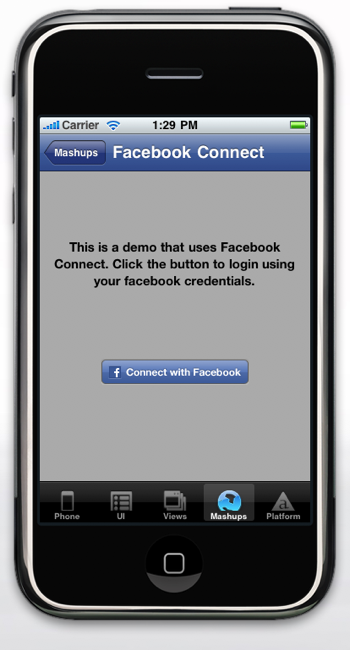 Carrier 1:29 PM
Mashups Facebook Connect
This is a demo that uses Facebook
Connect. Click the button to login using
your facebook credentials.
f Connect with Facebook
Phone UI Views Mashups Platform